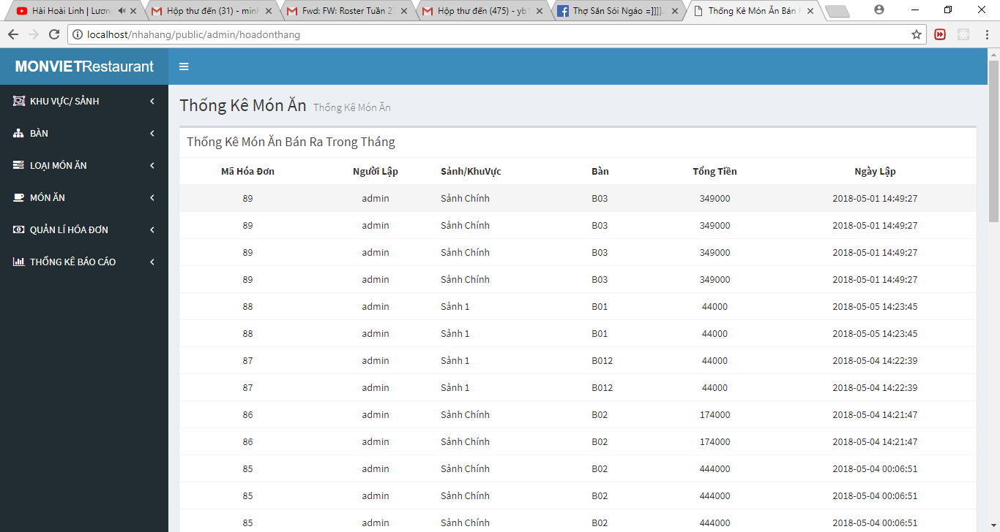 Hài Hoài Linh | Lươn
Hộp thư đến (31) - minh
Fwd: FW: Roster Tuần 2
Hộp thư đến (475) - yb1
Thợ Săn Sói Ngáo =]]]].
Thống Kê Món Ăn Bán R
localhost/nhahang/public/admin/hoadonthang
MONVIETRestaurant
KHU VỰC/ SẢNH
BÀN
LOẠI MÓN ĂN
MÓN ĂN
QUẢN LÍ HÓA ĐƠN
THỐNG KÊ BÁO CÁO
Thống Kê Món Ăn Thống Kê Món Ăn
Thống Kê Món Ăn Bán Ra Trong Tháng
Mã Hóa Đơn Người Lập Sảnh/KhuVực Bàn Tổng Tiền Ngày Lập
89 admin Sảnh Chính B03 349000 2018-05-01 14:49:27
89 admin Sảnh Chính B03 349000 2018-05-01 14:49:27
89 admin Sảnh Chính B03 349000 2018-05-01 14:49:27
89 admin Sảnh Chính B03 349000 2018-05-01 14:49:27
88 admin Sảnh 1 B01 44000 2018-05-05 14:23:45
88 admin Sảnh 1 B01 44000 2018-05-05 14:23:45
87 admin Sảnh 1 B012 44000 2018-05-04 14:22:39
87 admin Sảnh 1 B012 44000 2018-05-04 14:22:39
86 admin Sảnh Chính B02 174000 2018-05-04 14:21:47
86 admin Sảnh Chính B02 174000 2018-05-04 14:21:47
85 admin Sảnh Chính B02 444000 2018-05-04 00:06:51
85 admin Sảnh Chính B02 444000 2018-05-04 00:06:51
85 admin Sảnh Chính B02 444000 2018-05-04 00:06:51